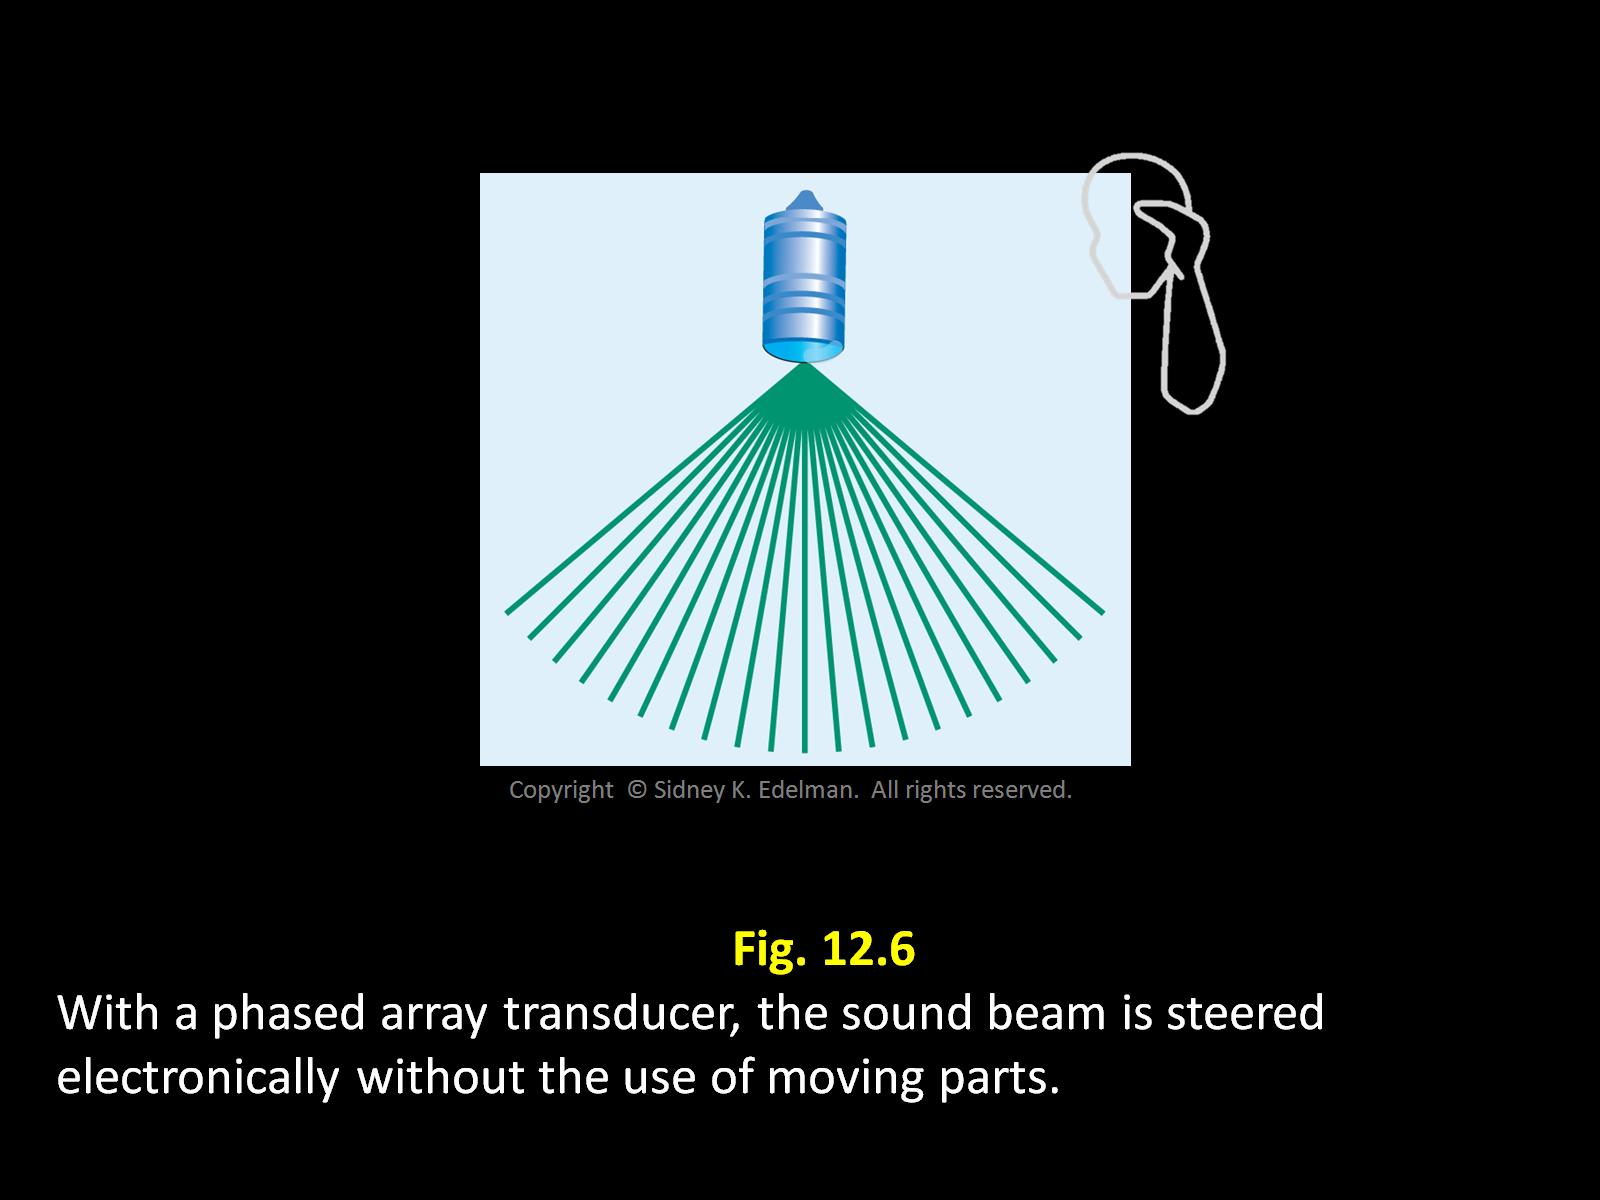 Copyright © Sidney K. Edelman. All rights reserved.
Fig. 12.6
With a phased array transducer, the sound beam is steered
electronically without the use of moving parts.